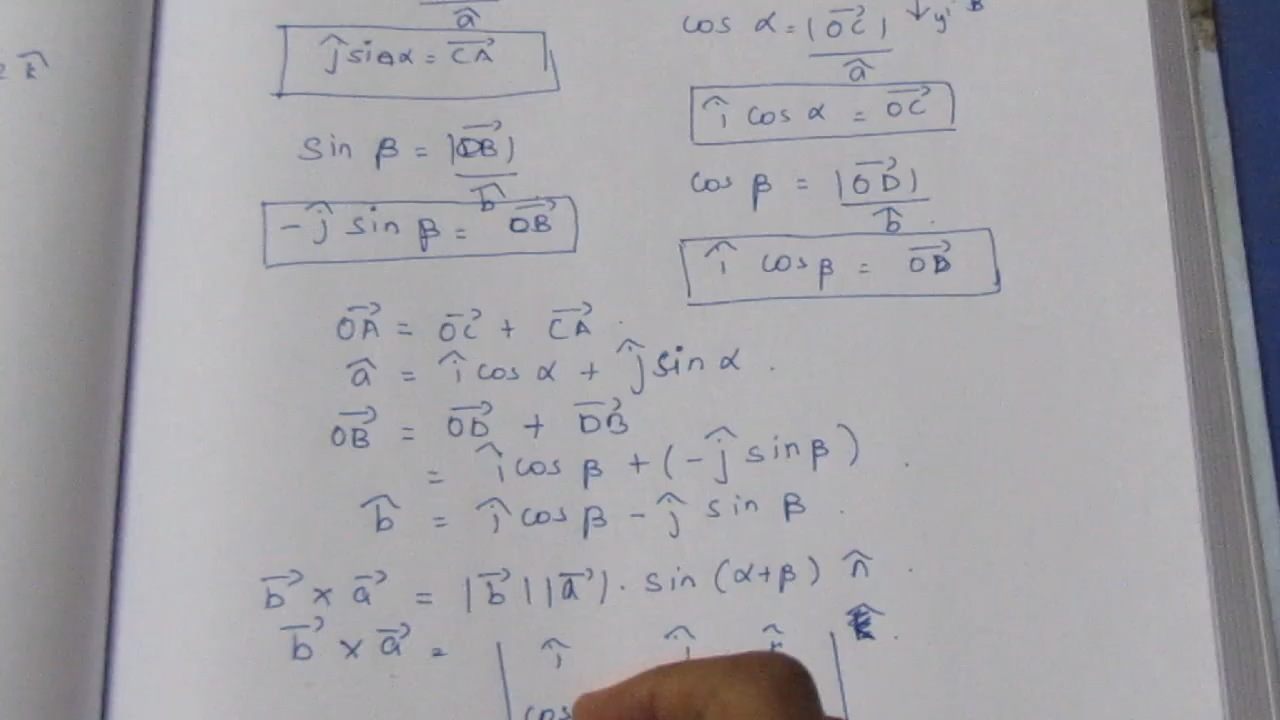 â
ĵ sin α = CA→
sin β = |DB→|
b̂
-ĵ sin β = DB→
cos α = |OC→| ↓y' B
â
î cos α = OC→
cos β = |OD→|
b̂
î cos β = OD→
k̂
OA→ = OC→ + CA→.
â = î cos α + ĵ sin α.
OB→ = OD→ + DB→
= î cos β + (-ĵ sin β).
b̂ = î cos β - ĵ sin β.
b→ × a→ = |b→||a→|. sin (α+β) n̂.
b→ × a→ = | î ĵ k̂ |
cos